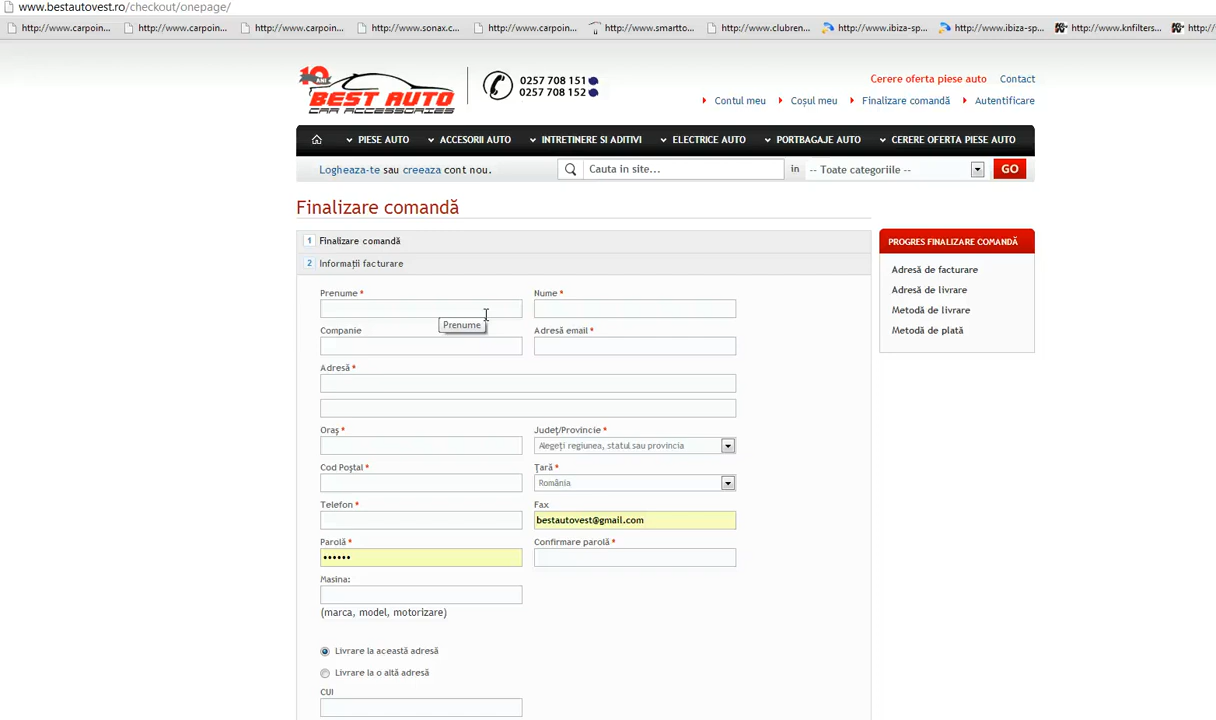 www.bestautovest.ro/checkout/onepage/
http://www.carpoin... http://www.carpoin... http://www.carpoin... http://www.sonax.c... http://www.carpoin... http://www.smartto... http://www.clubren... http://www.ibiza-sp... http://www.ibiza-sp... http://www.knfilters... http://
10 ANI
BEST AUTO
CAR ACCESSORIES
0257 708 151
0257 708 152
Cerere oferta piese auto Contact
Contul meu Coșul meu Finalizare comandă Autentificare
PIESE AUTO ACCESORII AUTO INTRETINERE SI ADITIVI ELECTRICE AUTO PORTBAGAJE AUTO CERERE OFERTA PIESE AUTO
Logheaza-te sau creeaza cont nou. Cauta in site... in -- Toate categoriile -- GO
Finalizare comandă
1 Finalizare comandă
2 Informații facturare
Prenume * Nume *
Prenume
Companie Adresă email *
Adresă *
Oraș * Județ/Provincie *
Alegeți regiunea, statul sau provincia
Cod Poștal * Țară *
România
Telefon * Fax
bestautovest@gmail.com
Parolă * Confirmare parolă *
••••••
Masina:
(marca, model, motorizare)
Livrare la această adresă
Livrare la o altă adresă
CUI
PROGRES FINALIZARE COMANDĂ
Adresă de facturare
Adresă de livrare
Metodă de livrare
Metodă de plată